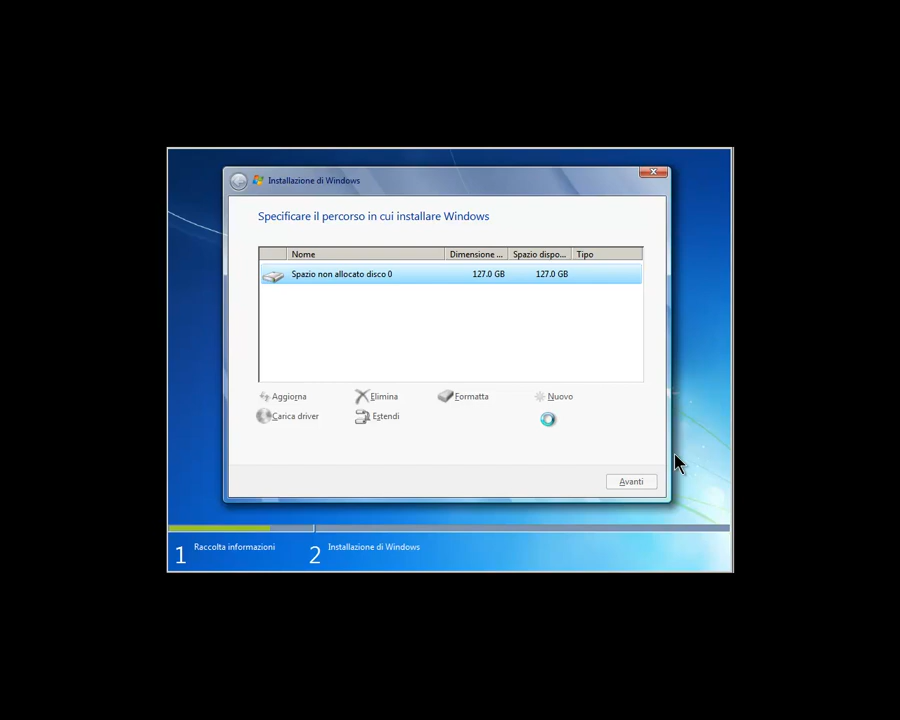 Installazione di Windows
Specificare il percorso in cui installare Windows
Nome Dimensione ... Spazio dispo... Tipo
Spazio non allocato disco 0 127.0 GB 127.0 GB
Aggiorna Elimina Formatta Nuovo
Carica driver Estendi
Avanti
1 Raccolta informazioni 2 Installazione di Windows